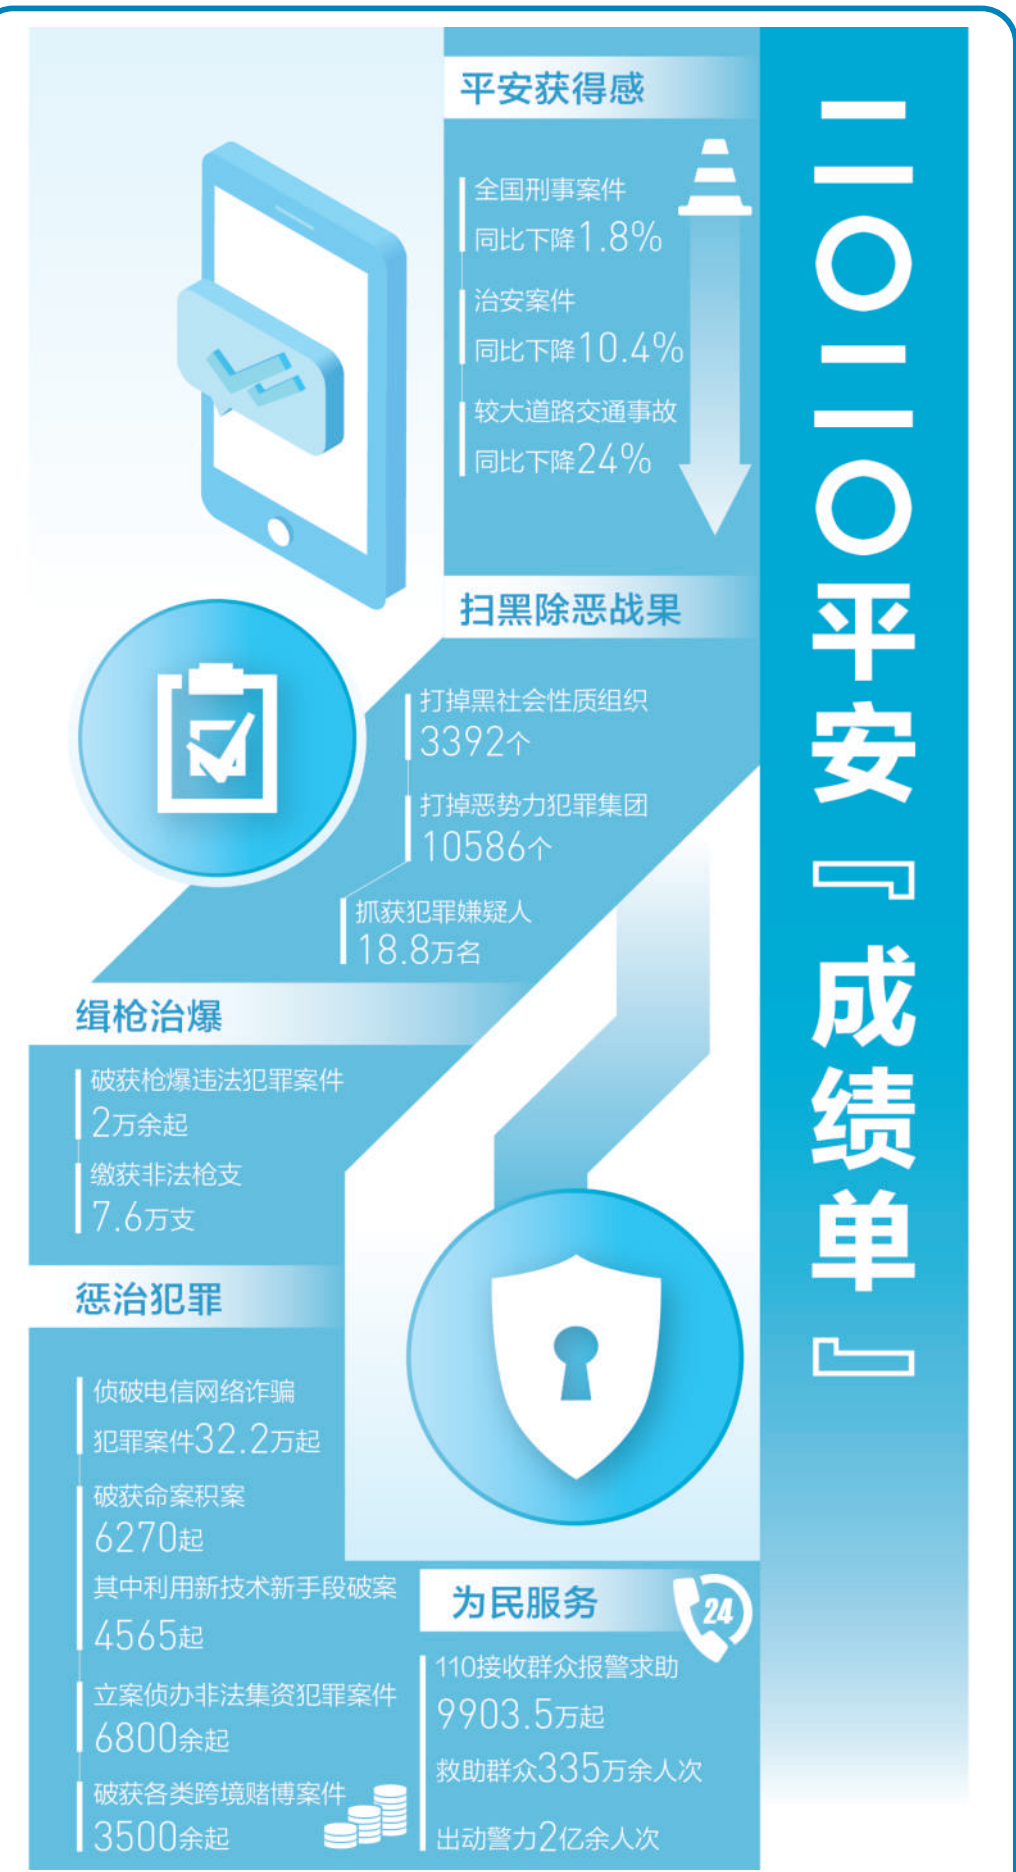 二〇二〇平安『成绩单』
平安获得感
全国刑事案件
同比下降1.8%
治安案件
同比下降10.4%
较大道路交通事故
同比下降24%
扫黑除恶战果
打掉黑社会性质组织
3392个
打掉恶势力犯罪集团
10586个
抓获犯罪嫌疑人
18.8万名
缉枪治爆
破获枪爆违法犯罪案件
2万余起
缴获非法枪支
7.6万支
惩治犯罪
侦破电信网络诈骗
犯罪案件32.2万起
破获命案积案
6270起
其中利用新技术新手段破案
4565起
立案侦办非法集资犯罪案件
6800余起
破获各类跨境赌博案件
3500余起
为民服务
24
110接收群众报警求助
9903.5万起
救助群众335万余人次
出动警力2亿余人次